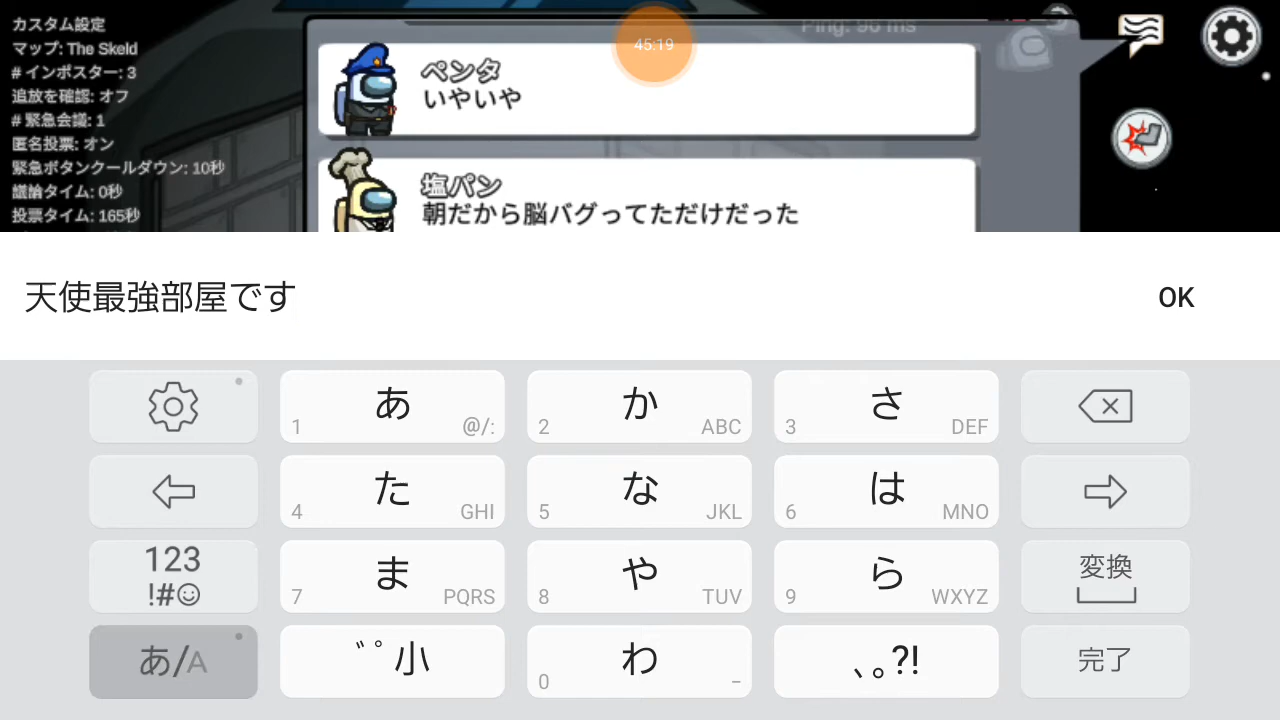 カスタム設定
マップ: The Skeld
# インポスター: 3
追放を確認: オフ
# 緊急会議: 1
匿名投票: オン
緊急ボタンクールダウン: 10秒
議論タイム: 0秒
投票タイム: 165秒
Ping: 96 ms
45:19
ペンタ
いやいや
塩パン
朝だから脳バグってただけだった
天使最強部屋です
OK
1 あ @/:
2 か ABC
3 さ DEF
4 た GHI
5 な JKL
6 は MNO
123
!#☺
7 ま PQRS
8 や TUV
9 ら WXYZ
変換
あ/A
゛゜小
0 わ -
、。?!
完了